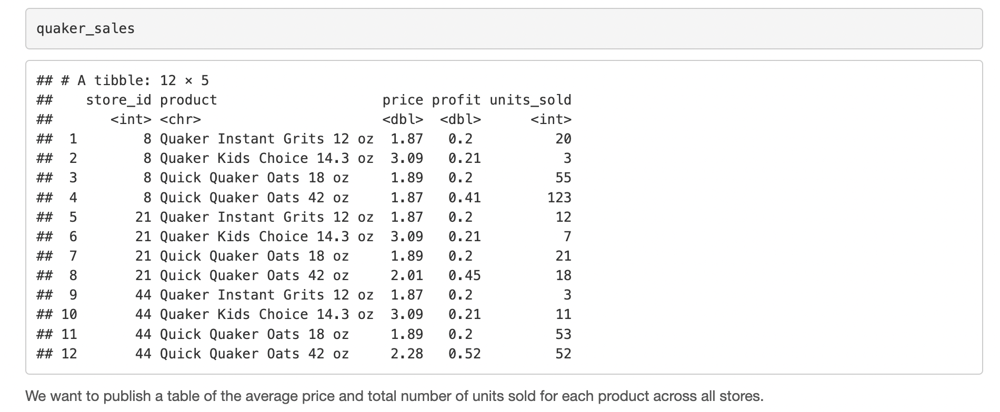 quaker_sales
## # A tibble: 12 × 5
##    store_id product                    price profit units_sold
##       <int> <chr>                      <dbl>  <dbl>      <int>
##  1        8 Quaker Instant Grits 12 oz  1.87   0.2          20
##  2        8 Quaker Kids Choice 14.3 oz  3.09   0.21          3
##  3        8 Quick Quaker Oats 18 oz     1.89   0.2          55
##  4        8 Quick Quaker Oats 42 oz     1.87   0.41        123
##  5       21 Quaker Instant Grits 12 oz  1.87   0.2          12
##  6       21 Quaker Kids Choice 14.3 oz  3.09   0.21          7
##  7       21 Quick Quaker Oats 18 oz     1.89   0.2          21
##  8       21 Quick Quaker Oats 42 oz     2.01   0.45         18
##  9       44 Quaker Instant Grits 12 oz  1.87   0.2           3
## 10       44 Quaker Kids Choice 14.3 oz  3.09   0.21         11
## 11       44 Quick Quaker Oats 18 oz     1.89   0.2          53
## 12       44 Quick Quaker Oats 42 oz     2.28   0.52         52
We want to publish a table of the average price and total number of units sold for each product across all stores.